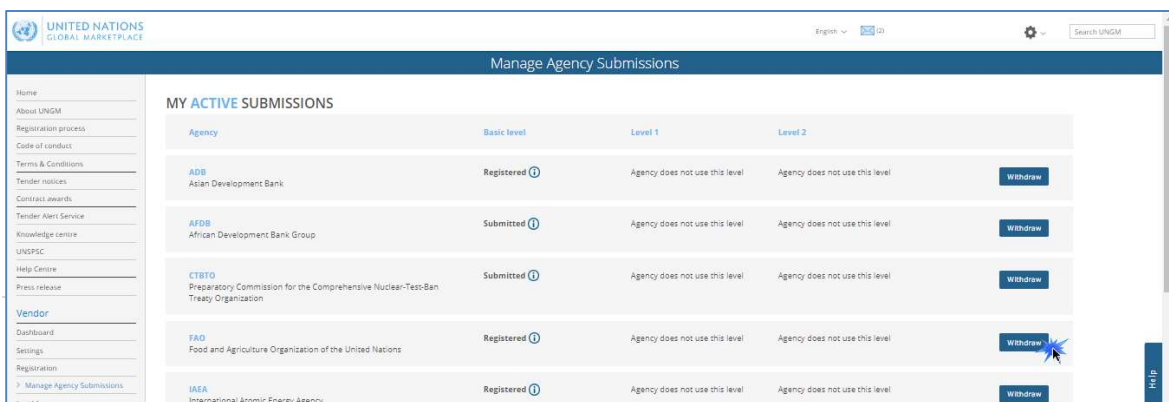 UNITED NATIONS
GLOBAL MARKETPLACE
English
(2)
Search UNGM
Manage Agency Submissions
Home
About UNGM
Registration process
Code of conduct
Terms & Conditions
Tender notices
Contract awards
Tender Alert Service
Knowledge centre
UNSPSC
Help Centre
Press release
Vendor
Dashboard
Settings
Registration
> Manage Agency Submissions
MY ACTIVE SUBMISSIONS
Agency Basic level Level 1 Level 2
ADB Registered Agency does not use this level Agency does not use this level Withdraw
Asian Development Bank
AFDB Submitted Agency does not use this level Agency does not use this level Withdraw
African Development Bank Group
CTBTO Submitted Agency does not use this level Agency does not use this level Withdraw
Preparatory Commission for the Comprehensive Nuclear-Test-Ban
Treaty Organization
FAO Registered Agency does not use this level Agency does not use this level Withdraw
Food and Agriculture Organization of the United Nations
IAEA Registered Agency does not use this level Agency does not use this level Withdraw
International Atomic Energy Agency
Help